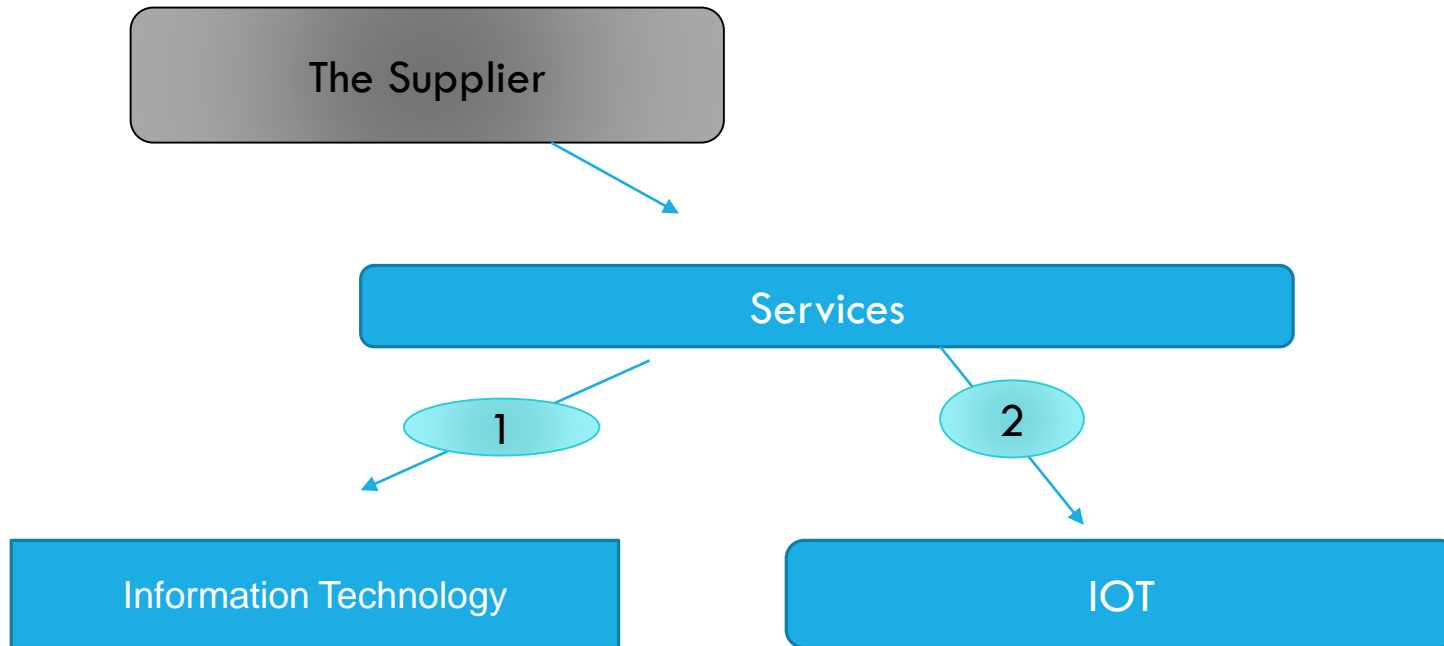 The Supplier
Services
1
2
Information Technology
IOT